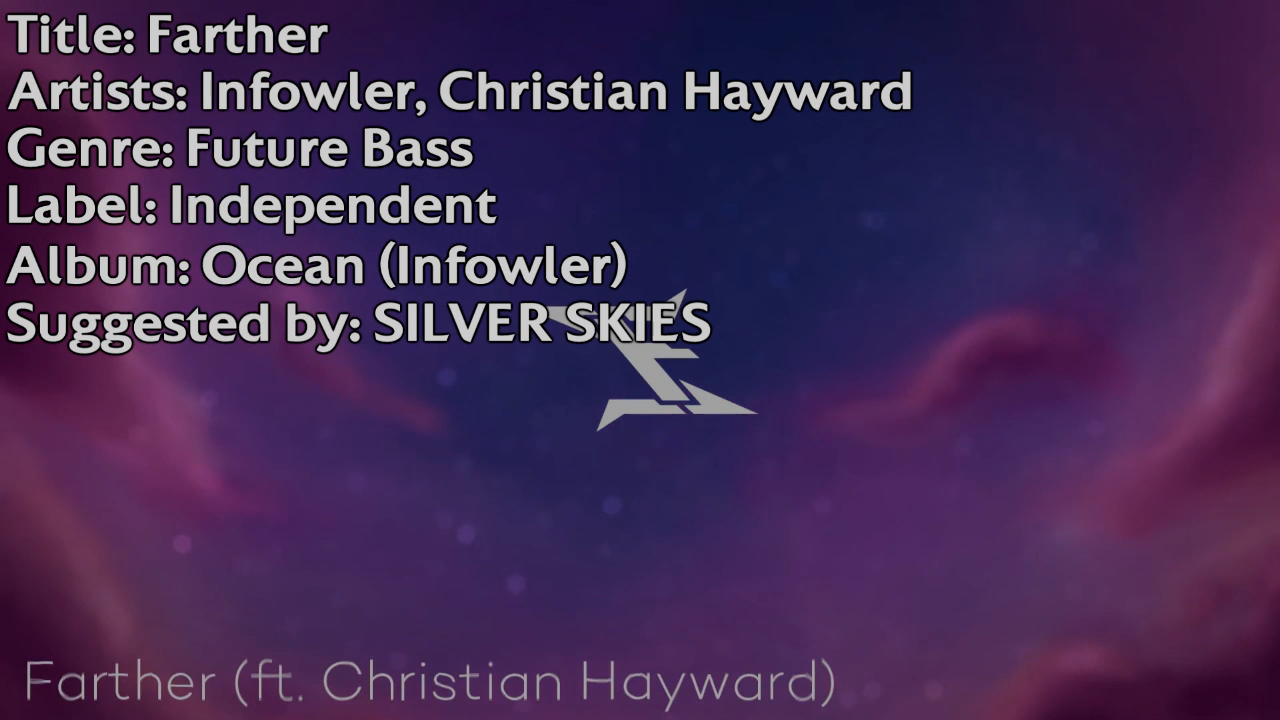 Title: Farther
Artists: Infowler, Christian Hayward
Genre: Future Bass
Label: Independent
Album: Ocean (Infowler)
Suggested by: SILVER SKIES
Farther (ft. Christian Hayward)